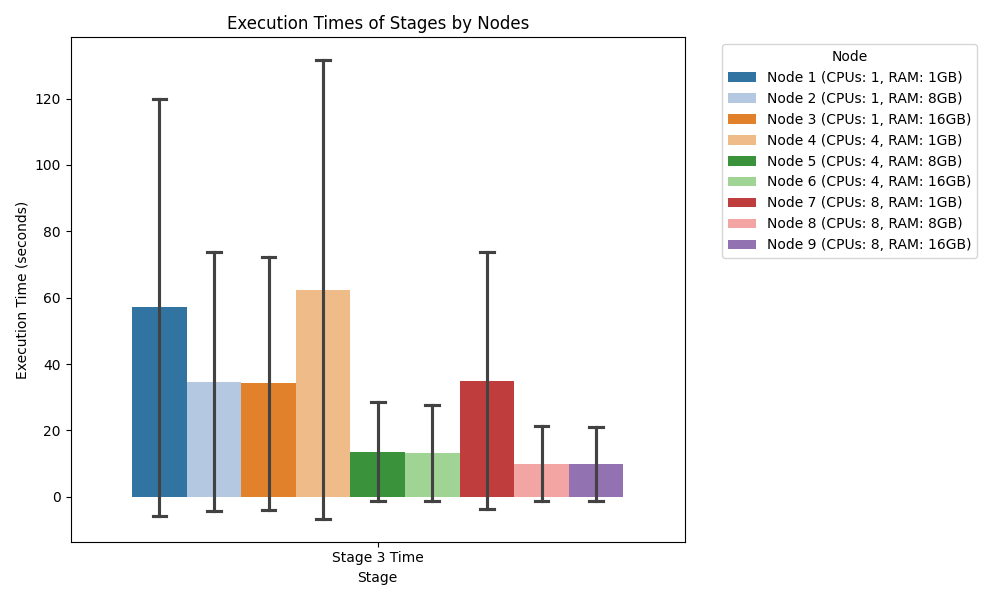 Execution Times of Stages by Nodes
Execution Time (seconds)
120
100
80
60
40
20
0
Stage 3 Time
Stage
Node
Node 1 (CPUs: 1, RAM: 1GB)
Node 2 (CPUs: 1, RAM: 8GB)
Node 3 (CPUs: 1, RAM: 16GB)
Node 4 (CPUs: 4, RAM: 1GB)
Node 5 (CPUs: 4, RAM: 8GB)
Node 6 (CPUs: 4, RAM: 16GB)
Node 7 (CPUs: 8, RAM: 1GB)
Node 8 (CPUs: 8, RAM: 8GB)
Node 9 (CPUs: 8, RAM: 16GB)